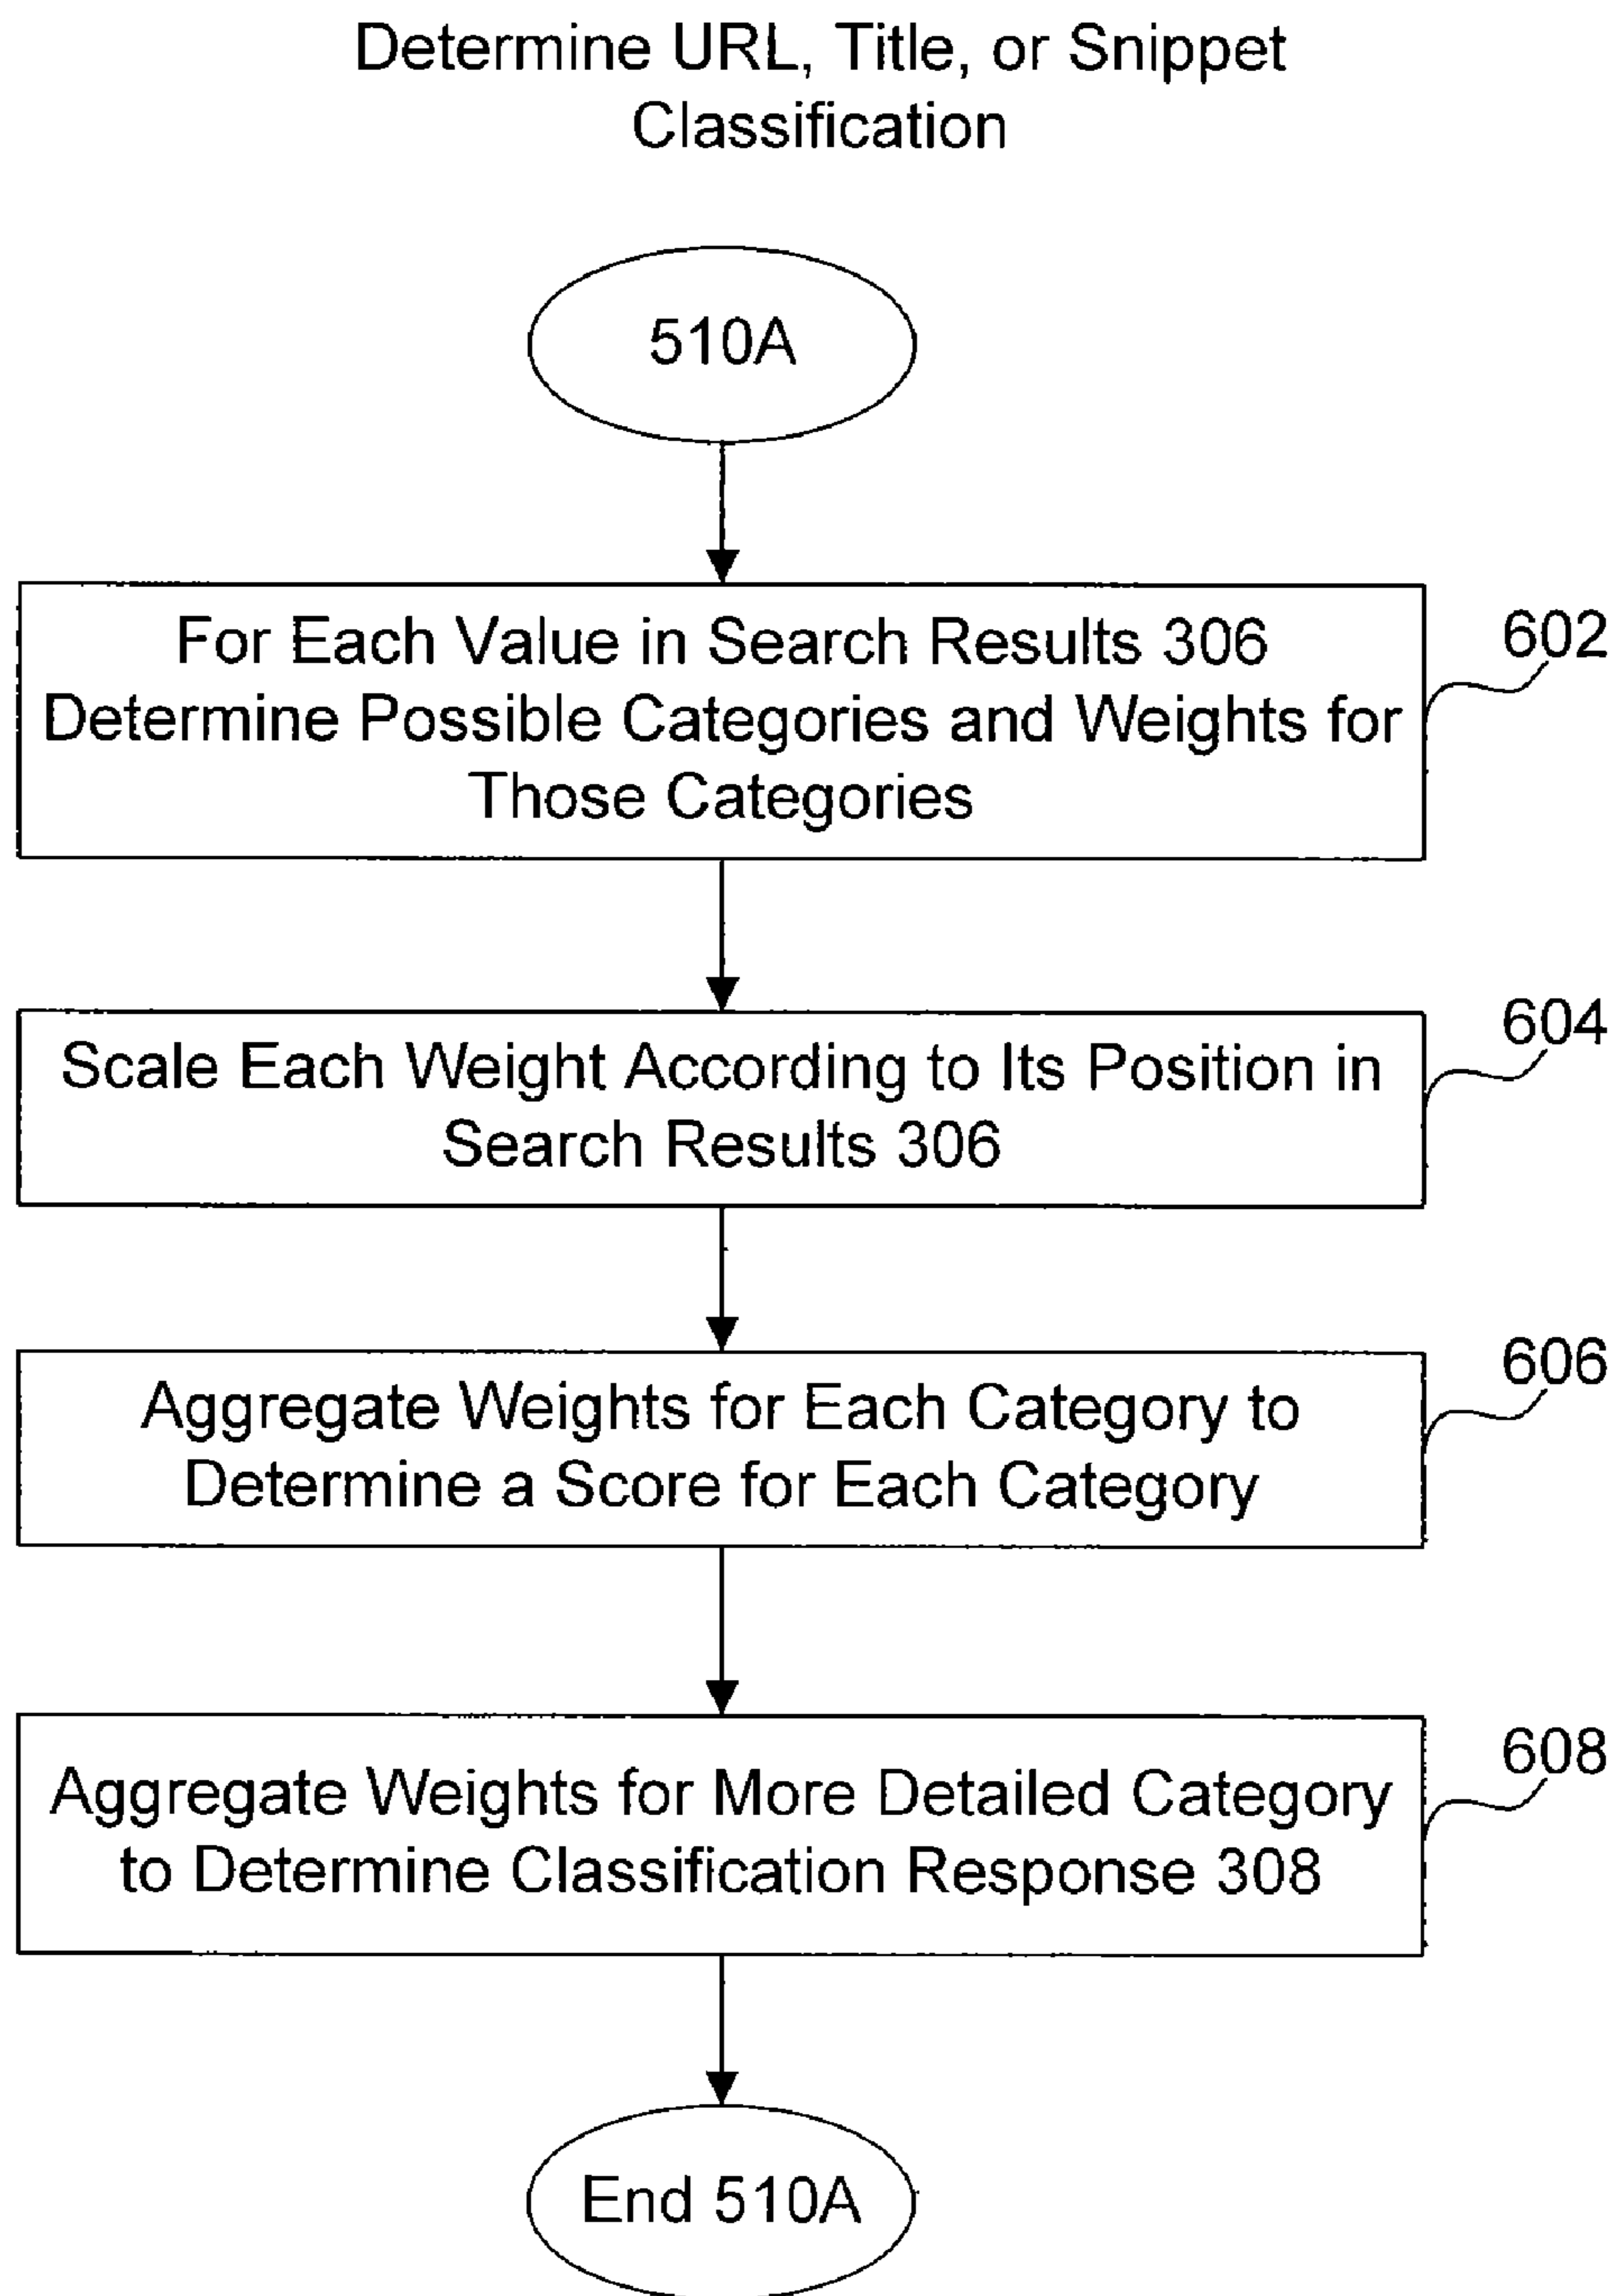 Determine URL, Title, or Snippet
Classification
510A
For Each Value in Search Results 306
Determine Possible Categories and Weights for
Those Categories
602
Scale Each Weight According to Its Position in
Search Results 306
604
Aggregate Weights for Each Category to
Determine a Score for Each Category
606
Aggregate Weights for More Detailed Category
to Determine Classification Response 308
608
End 510A